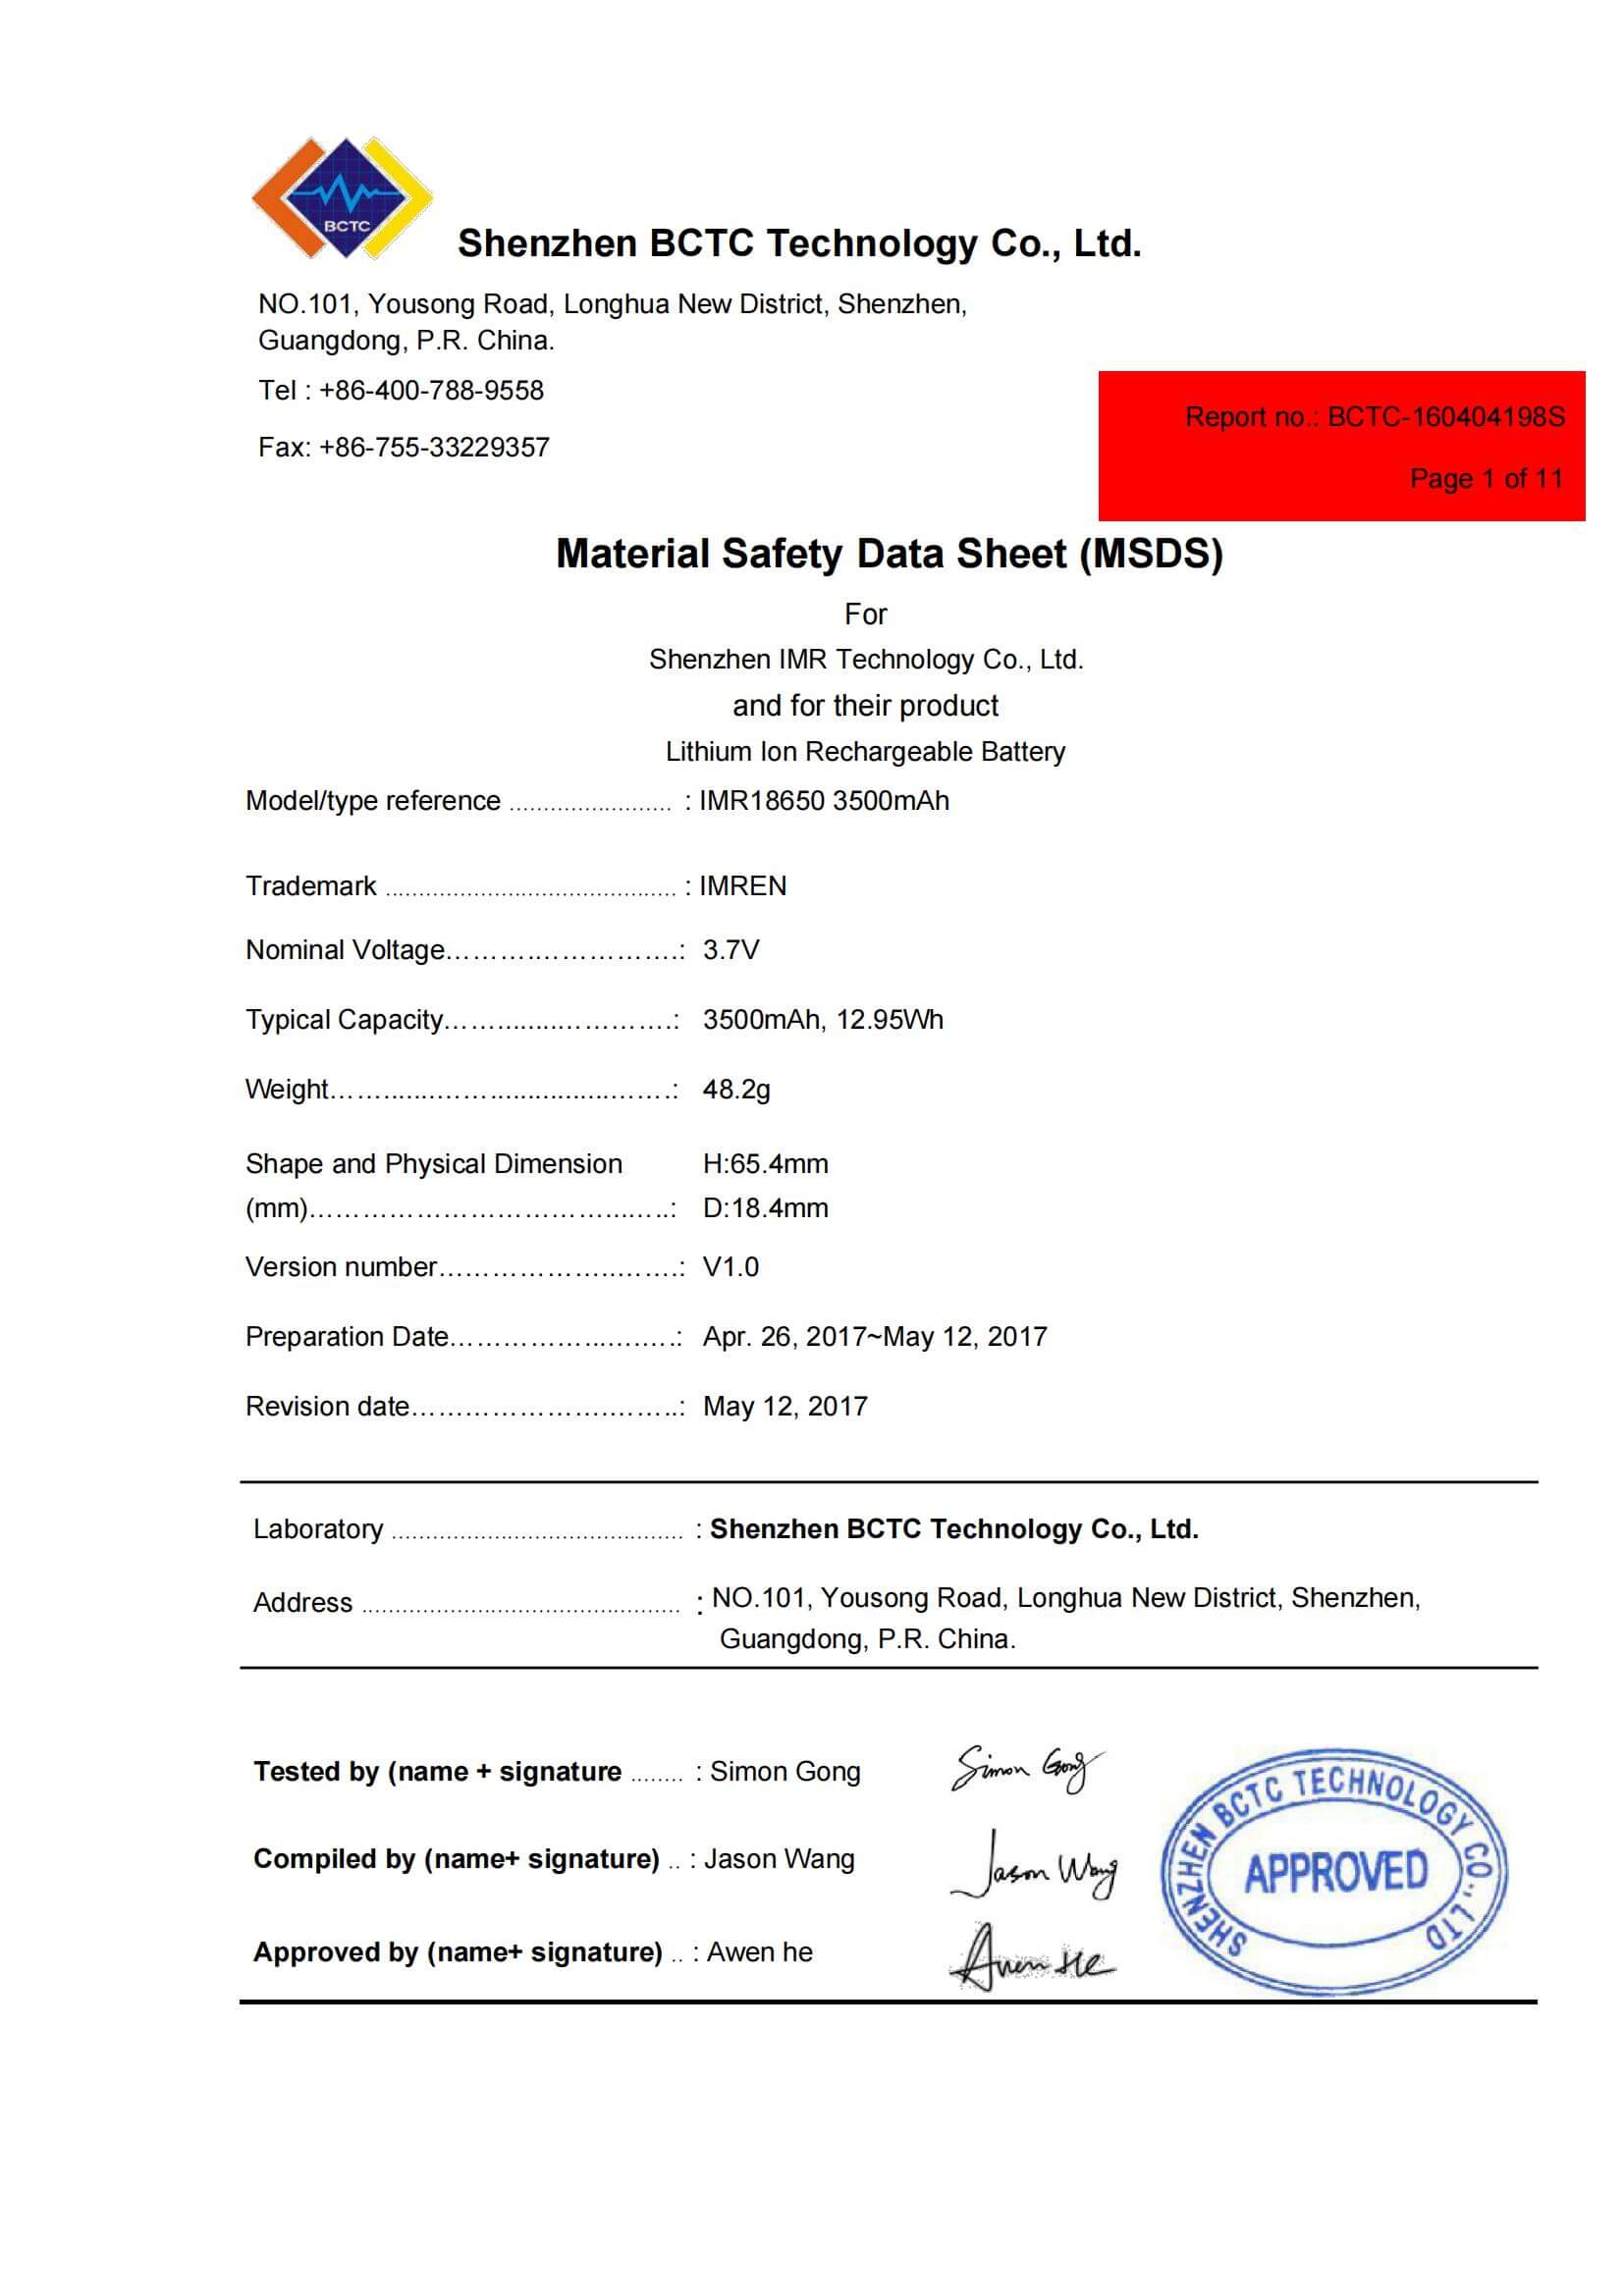 BCTC
Shenzhen BCTC Technology Co., Ltd.
NO.101, Yousong Road, Longhua New District, Shenzhen,
Guangdong, P.R. China.
Tel : +86-400-788-9558
Fax: +86-755-33229357
Report no.: BCTC-160404198S
Page 1 of 11
Material Safety Data Sheet (MSDS)
For
Shenzhen IMR Technology Co., Ltd.
and for their product
Lithium Ion Rechargeable Battery
Model/type reference ........................ : IMR18650 3500mAh
Trademark ........................................... : IMREN
Nominal Voltage…………………………: 3.7V
Typical Capacity…….........………….: 3500mAh, 12.95Wh
Weight…….......……..................…….: 48.2g
Shape and Physical Dimension H:65.4mm
(mm)……………………………...…..: D:18.4mm
Version number………………..…….: V1.0
Preparation Date……………..……..: Apr. 26, 2017~May 12, 2017
Revision date………………….……..: May 12, 2017
Laboratory ........................................... : Shenzhen BCTC Technology Co., Ltd.
Address ............................................... : NO.101, Yousong Road, Longhua New District, Shenzhen,
Guangdong, P.R. China.
Tested by (name + signature ........ : Simon Gong Simon Gong
Compiled by (name+ signature) .. : Jason Wang Jason Wang
Approved by (name+ signature) .. : Awen he Awen He
SHENZHEN BCTC TECHNOLOGY CO., LTD
APPROVED